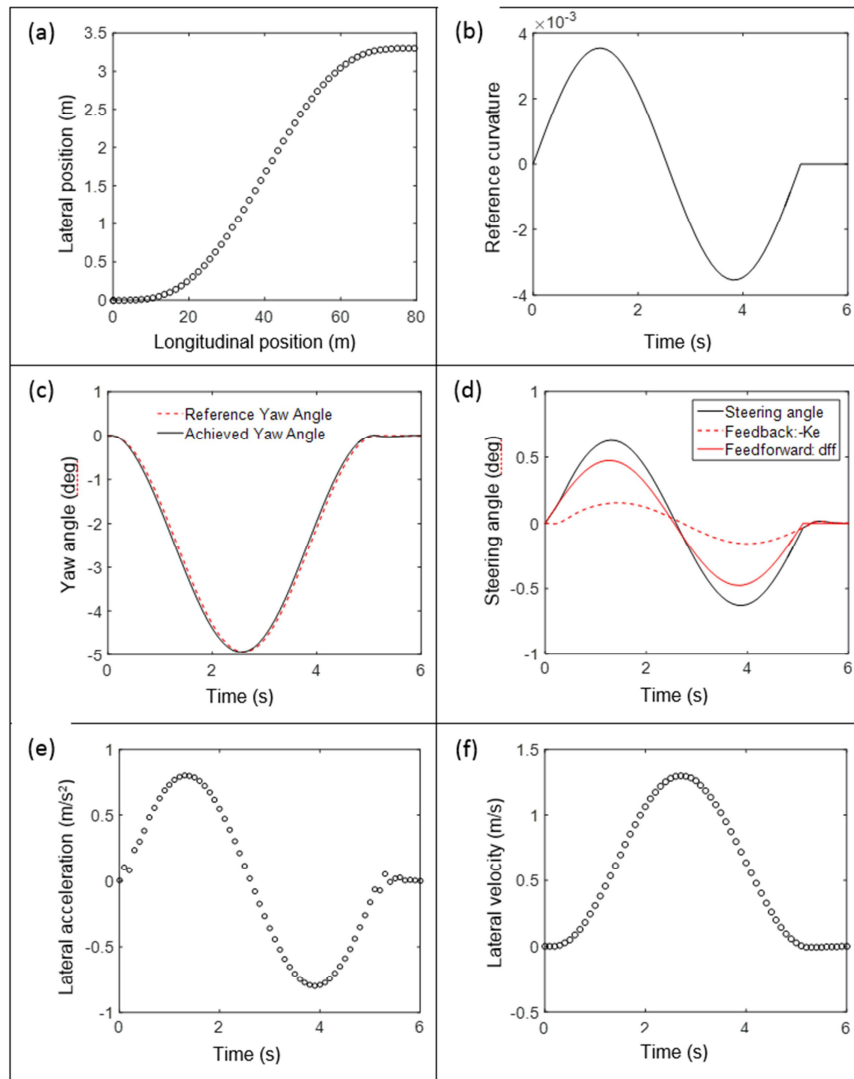 (a)
3.5
3
2.5
2
1.5
1
0.5
0
0 20 40 60 80
Lateral position (m)
Longitudinal position (m)
(b)
×10⁻³
4
2
0
-2
-4
0 2 4 6
Reference curvature
Time (s)
(c)
1
0
-1
-2
-3
-4
-5
0 2 4 6
Reference Yaw Angle
Achieved Yaw Angle
Yaw angle (deg)
Time (s)
(d)
1
0.5
0
-0.5
-1
0 2 4 6
Steering angle
Feedback:-Ke
Feedforward: dff
Steering angle (deg)
Time (s)
(e)
1
0.5
0
-0.5
-1
0 2 4 6
Lateral acceleration (m/s²)
Time (s)
(f)
1.5
1
0.5
0
-0.5
0 2 4 6
Lateral velocity (m/s)
Time (s)